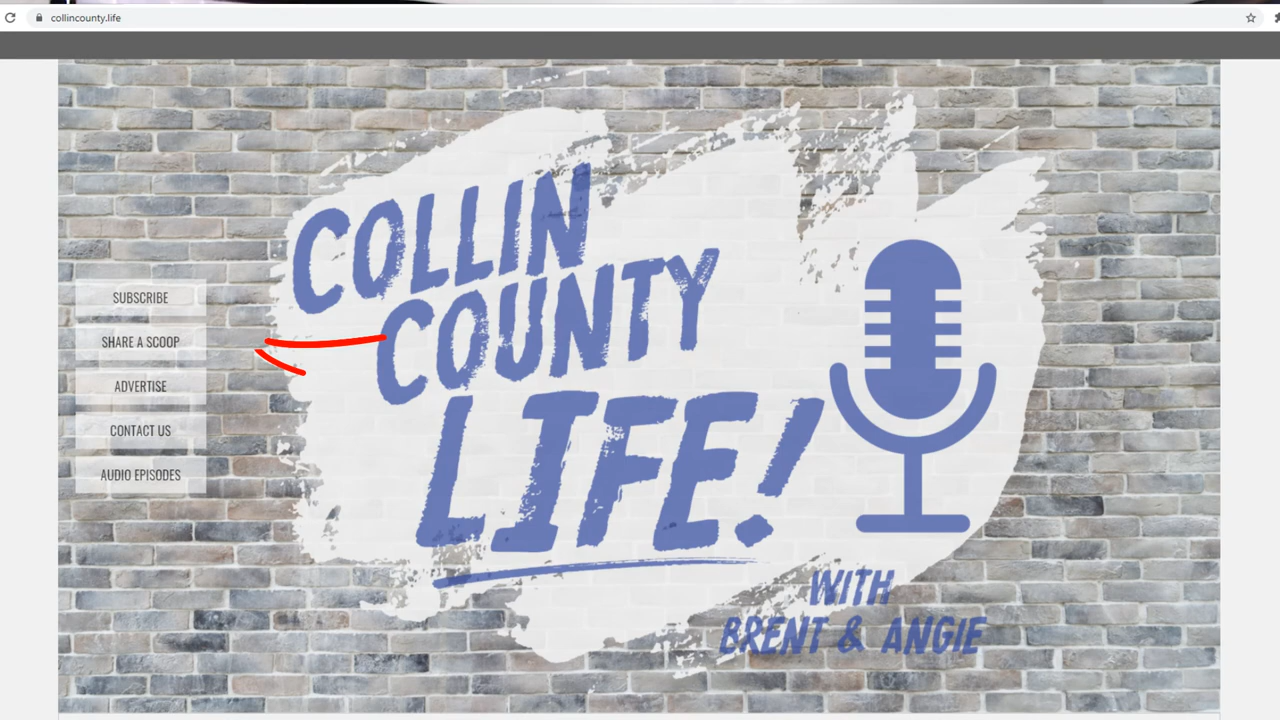 collincounty.life
COLLIN
COUNTY
LIFE!
SUBSCRIBE
SHARE A SCOOP
ADVERTISE
CONTACT US
AUDIO EPISODES
WITH
BRENT & ANGIE